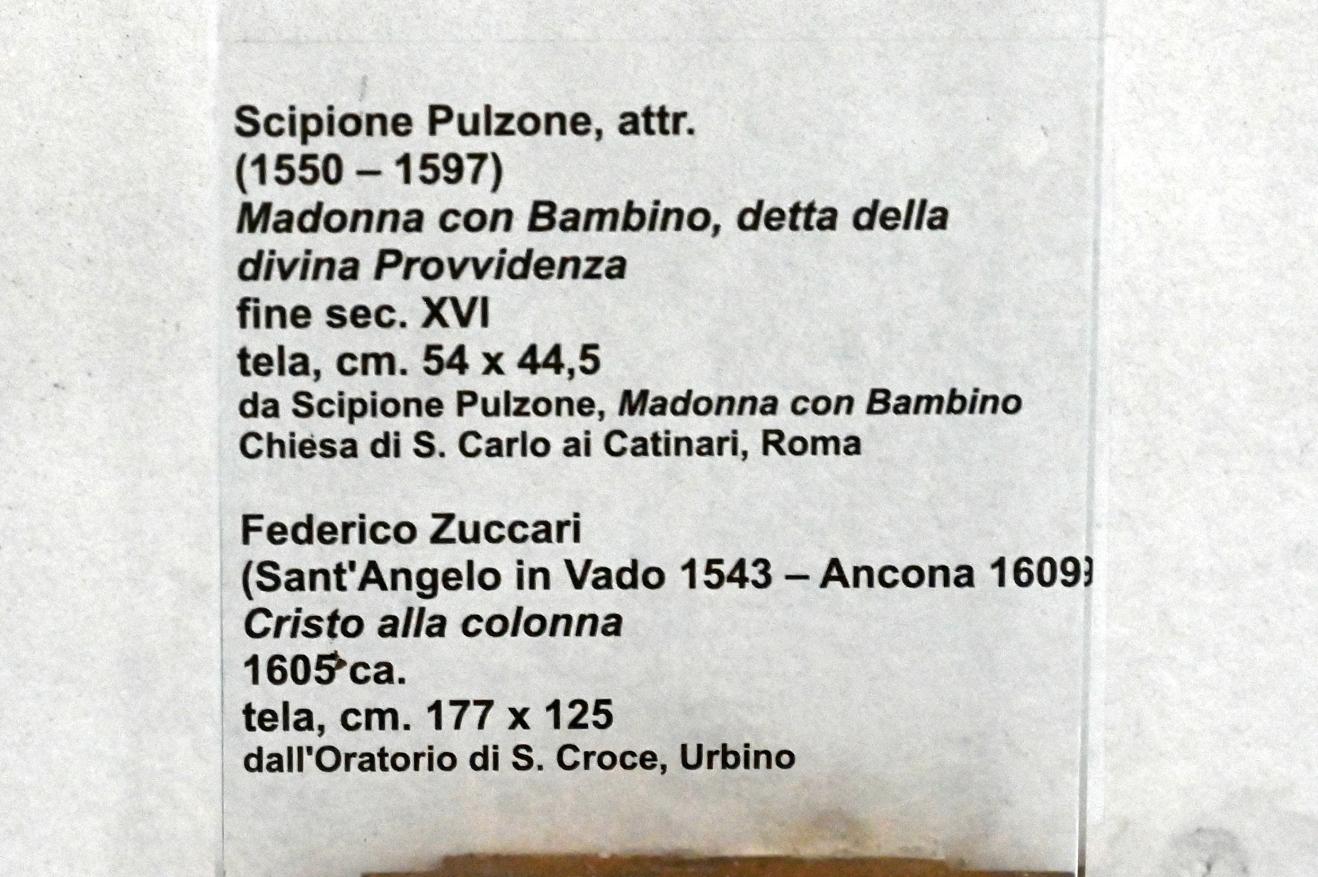 Scipione Pulzone, attr.
(1550 – 1597)
Madonna con Bambino, detta della
divina Provvidenza
fine sec. XVI
tela, cm. 54 x 44,5
da Scipione Pulzone, Madonna con Bambino
Chiesa di S. Carlo ai Catinari, Roma
Federico Zuccari
(Sant'Angelo in Vado 1543 – Ancona 1609)
Cristo alla colonna
1605 ca.
tela, cm. 177 x 125
dall'Oratorio di S. Croce, Urbino